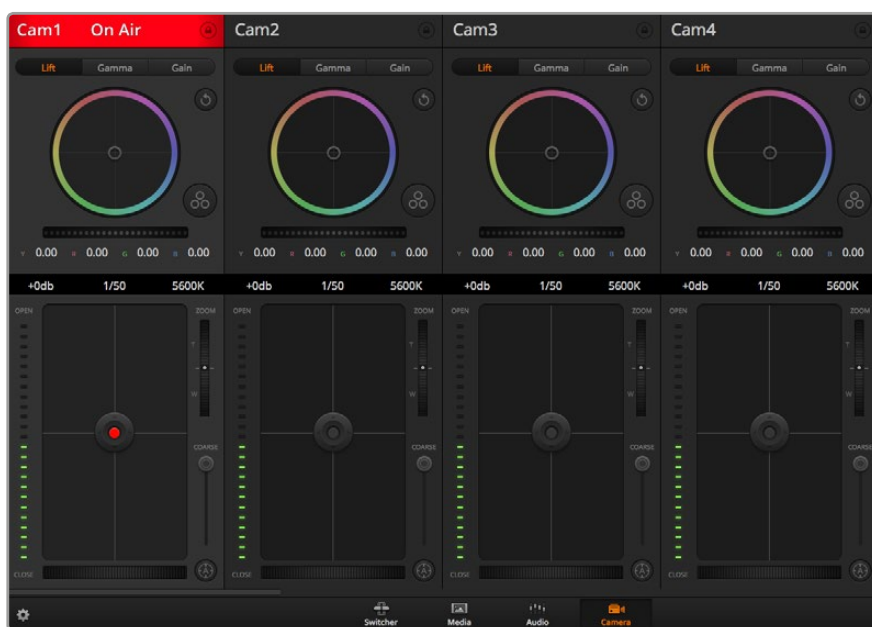 Cam1 On Air Cam2 Cam3 Cam4
Lift Gamma Gain Lift Gamma Gain Lift Gamma Gain Lift Gamma Gain
Y 0.00 R 0.00 G 0.00 B 0.00 Y 0.00 R 0.00 G 0.00 B 0.00 Y 0.00 R 0.00 G 0.00 B 0.00 Y 0.00 R 0.00 G 0.00 B 0.00
+0db 1/50 5600K +0db 1/50 5600K +0db 1/50 5600K +0db 1/50 5600K
OPEN ZOOM OPEN ZOOM OPEN ZOOM OPEN ZOOM
T T T T
W W W W
COARSE COARSE COARSE COARSE
CLOSE CLOSE CLOSE CLOSE
Switcher Media Audio Camera